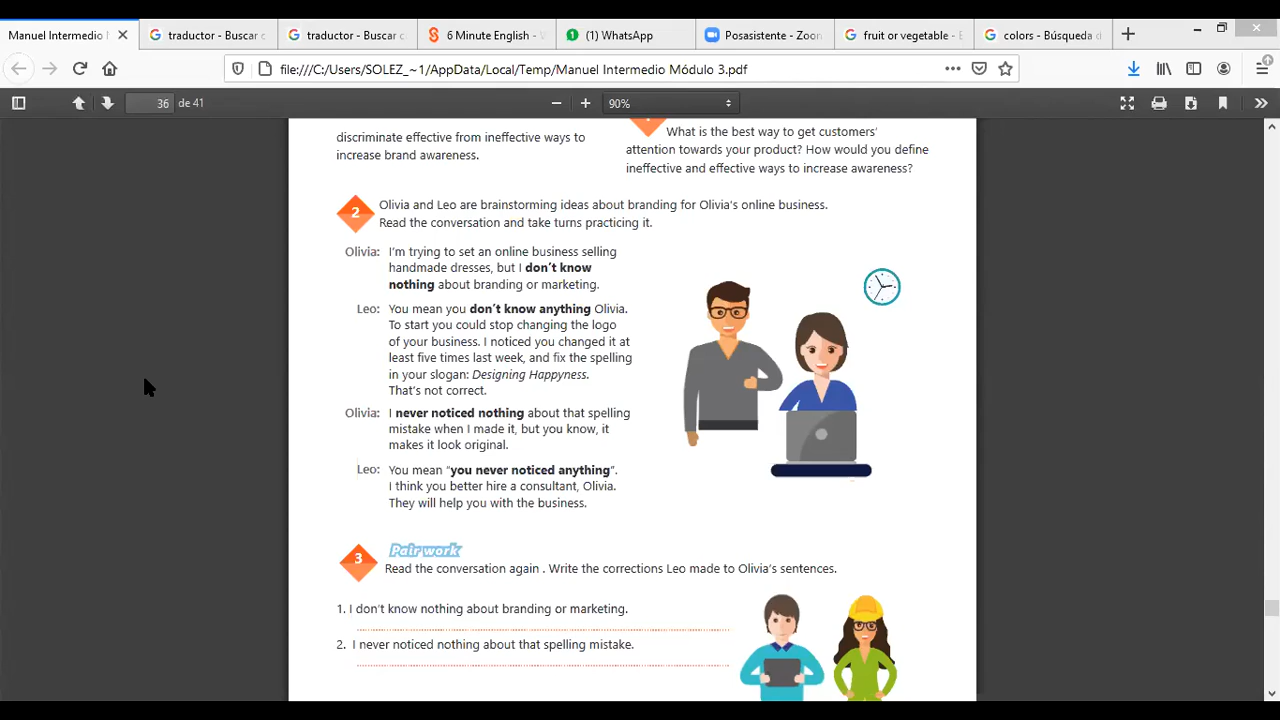 Manuel Intermedio
traductor - Buscar c
traductor - Buscar c
6 Minute English -
(1) WhatsApp
Posasistente - Zoo
fruit or vegetable -
colors - Búsqueda d
file:///C:/Users/SOLEZ_~1/AppData/Local/Temp/Manuel Intermedio Módulo 3.pdf
36 de 41
90%
discriminate effective from ineffective ways to
increase brand awareness.
What is the best way to get customers'
attention towards your product? How would you define
ineffective and effective ways to increase awareness?
2
Olivia and Leo are brainstorming ideas about branding for Olivia's online business.
Read the conversation and take turns practicing it.
Olivia: I'm trying to set an online business selling
handmade dresses, but I don't know
nothing about branding or marketing.
Leo: You mean you don't know anything Olivia.
To start you could stop changing the logo
of your business. I noticed you changed it at
least five times last week, and fix the spelling
in your slogan: Designing Happyness.
That's not correct.
Olivia: I never noticed nothing about that spelling
mistake when I made it, but you know, it
makes it look original.
Leo: You mean "you never noticed anything".
I think you better hire a consultant, Olivia.
They will help you with the business.
3
Pair work
Read the conversation again . Write the corrections Leo made to Olivia's sentences.
1. I don't know nothing about branding or marketing.
2. I never noticed nothing about that spelling mistake.